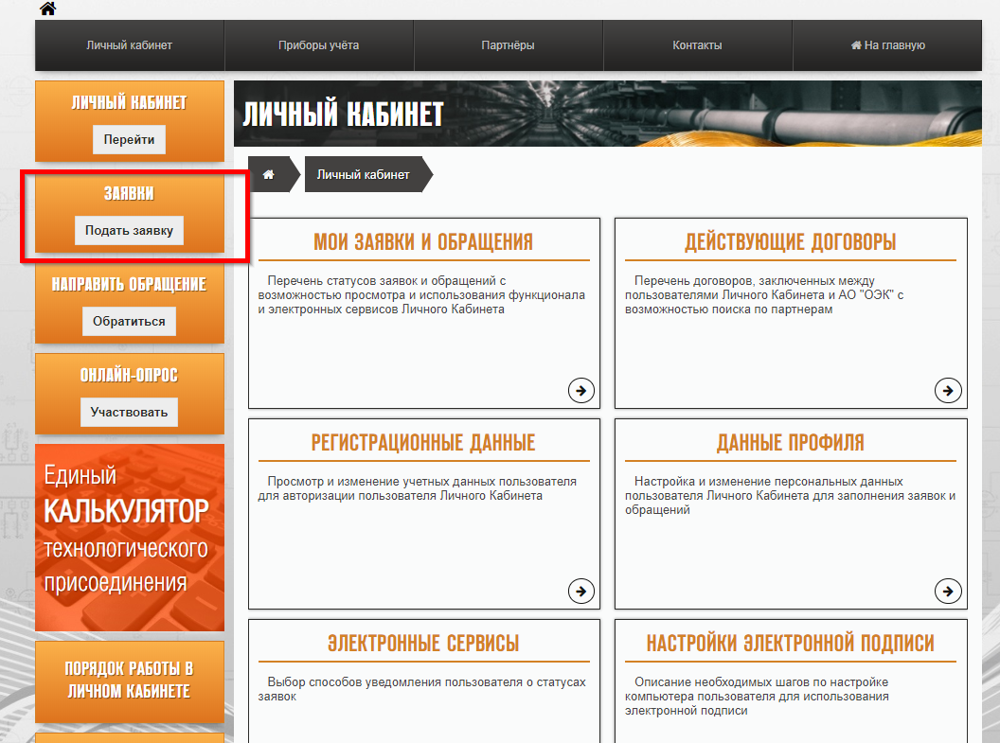 Личный кабинет
Приборы учёта
Партнёры
Контакты
На главную
ЛИЧНЫЙ КАБИНЕТ
Перейти
ЗАЯВКИ
Подать заявку
НАПРАВИТЬ ОБРАЩЕНИЕ
Обратиться
ОНЛАЙН-ОПРОС
Участвовать
Единый
КАЛЬКУЛЯТОР
технологического
присоединения
ПОРЯДОК РАБОТЫ В
ЛИЧНОМ КАБИНЕТЕ
ЛИЧНЫЙ КАБИНЕТ
Личный кабинет
МОИ ЗАЯВКИ И ОБРАЩЕНИЯ
Перечень статусов заявок и обращений с
возможностью просмотра и использования функционала
и электронных сервисов Личного Кабинета
ДЕЙСТВУЮЩИЕ ДОГОВОРЫ
Перечень договоров, заключенных между
пользователями Личного Кабинета и АО "ОЭК" с
возможностью поиска по партнерам
РЕГИСТРАЦИОННЫЕ ДАННЫЕ
Просмотр и изменение учетных данных пользователя
для авторизации пользователя Личного Кабинета
ДАННЫЕ ПРОФИЛЯ
Настройка и изменение персональных данных
пользователя Личного Кабинета для заполнения заявок и
обращений
ЭЛЕКТРОННЫЕ СЕРВИСЫ
Выбор способов уведомления пользователя о статусах
заявок
НАСТРОЙКИ ЭЛЕКТРОННОЙ ПОДПИСИ
Описание необходимых шагов по настройке
компьютера пользователя для использования
электронной подписи